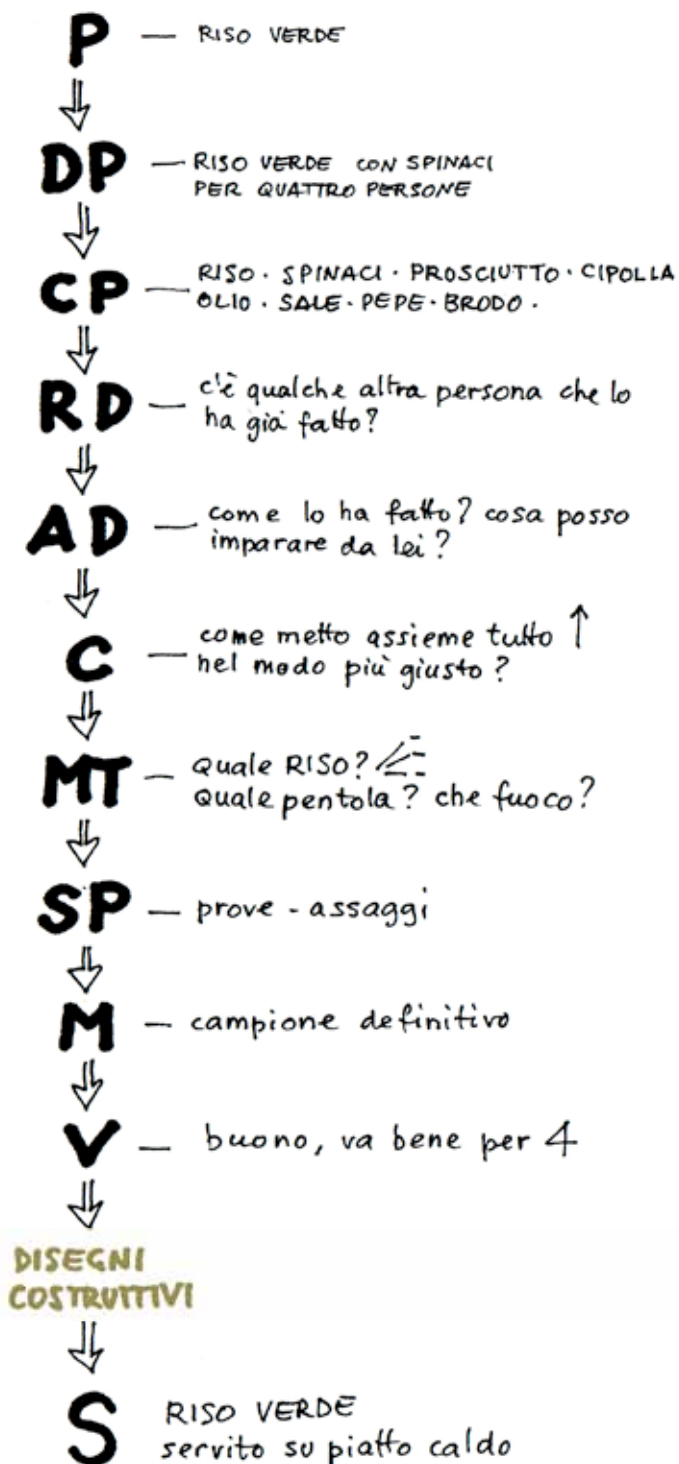 P — RISO VERDE
DP — RISO VERDE CON SPINACI
PER QUATTRO PERSONE
CP — RISO · SPINACI · PROSCIUTTO · CIPOLLA
OLIO · SALE · PEPE · BRODO ·
RD — c'è qualche altra persona che lo
ha già fatto?
AD — come lo ha fatto? cosa posso
imparare da lei?
C — come metto assieme tutto ↑
nel modo più giusto?
MT — quale RISO?
quale pentola? che fuoco?
SP — prove - assaggi
M — campione definitivo
V — buono, va bene per 4
DISEGNI
COSTRUTTIVI
S RISO VERDE
servito su piatto caldo